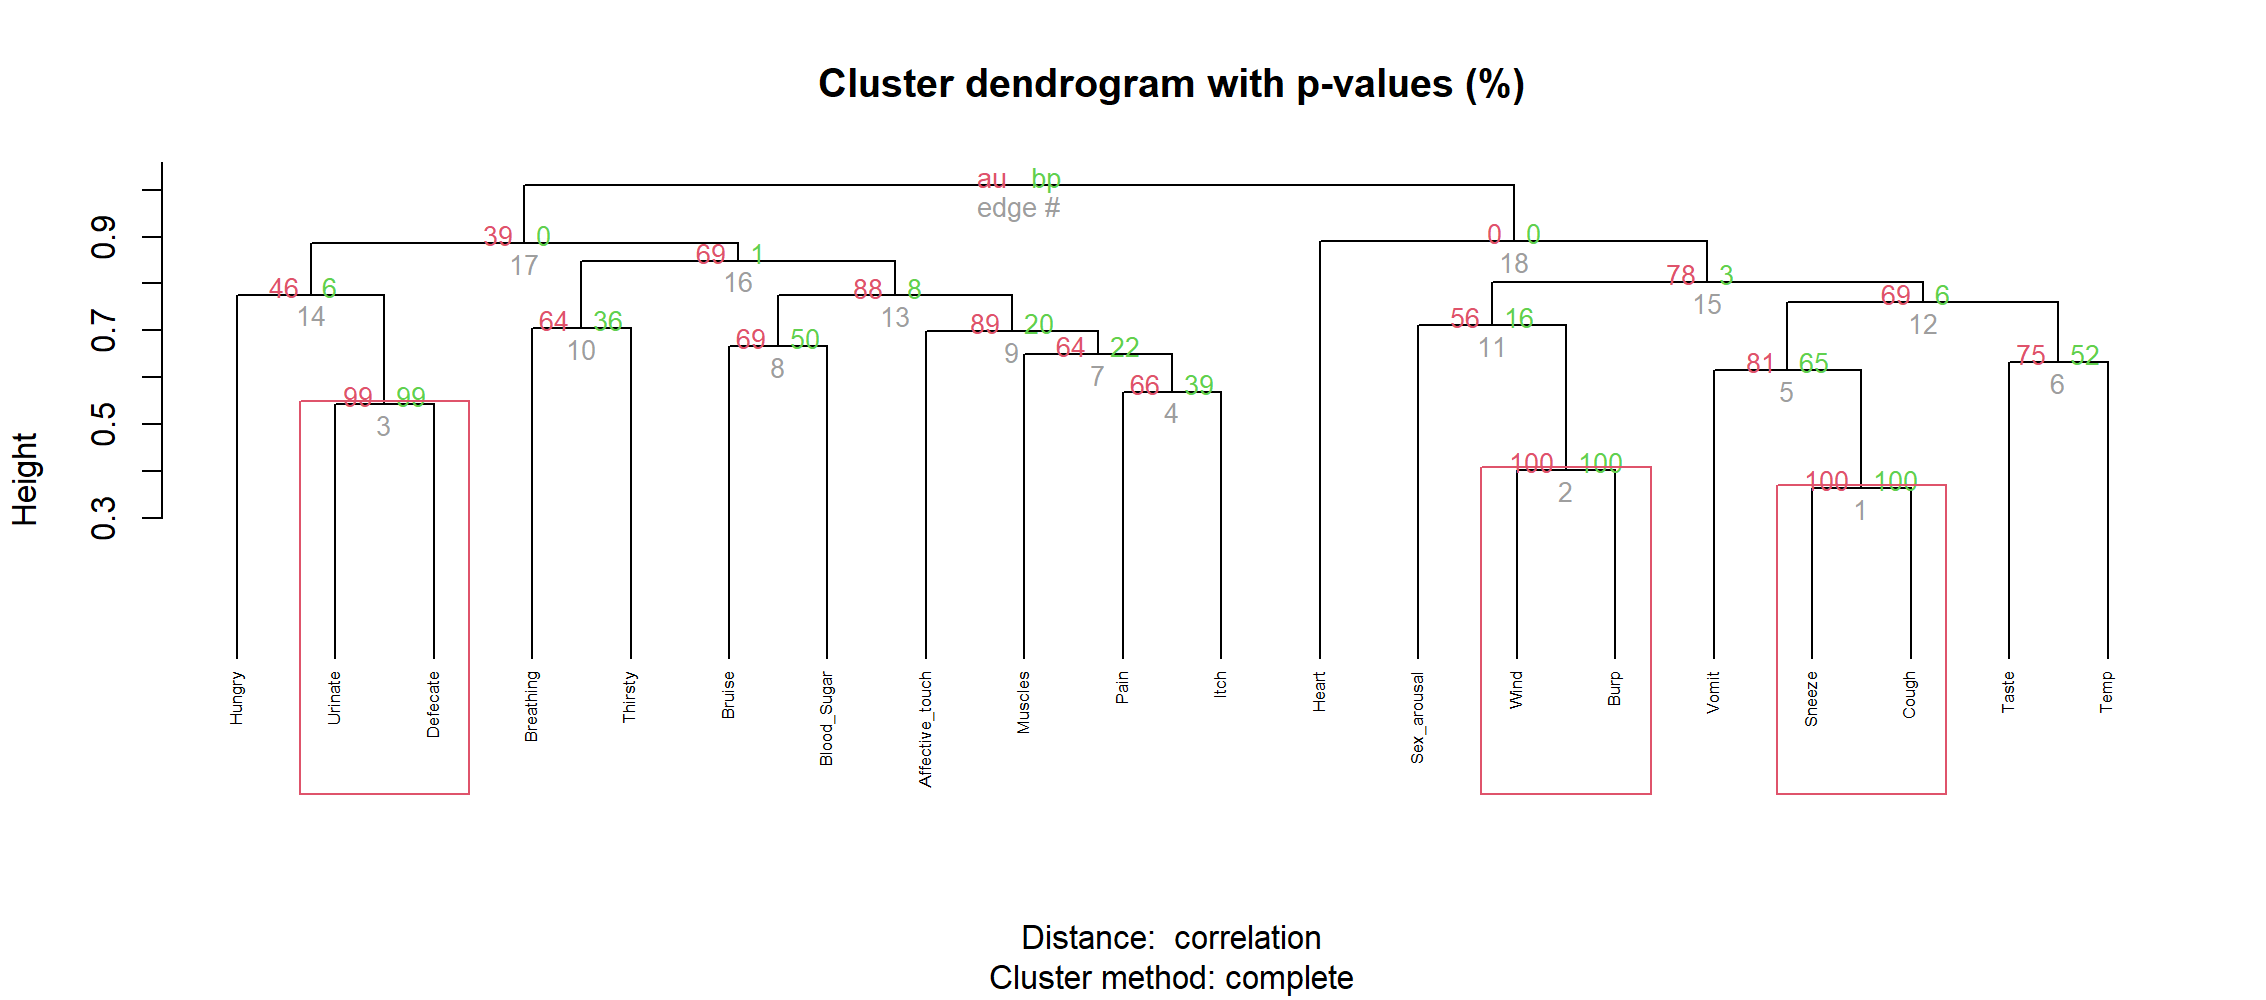 Cluster dendrogram with p-values (%)
au bp
edge #
Height
0.9
0.7
0.5
0.3
39 0
17
0 0
18
69 1
16
78 3
15
46 6
14
88 8
13
69 6
12
56 16
11
64 36
10
89 20
9
69 50
8
64 22
7
75 52
6
81 65
5
66 39
4
99 99
3
100 100
2
100 100
1
Hungry
Urinate
Defecate
Breathing
Thirsty
Bruise
Blood_Sugar
Affective_touch
Muscles
Pain
Itch
Heart
Sex_arousal
Wind
Burp
Vomit
Sneeze
Cough
Taste
Temp
Distance: correlation
Cluster method: complete